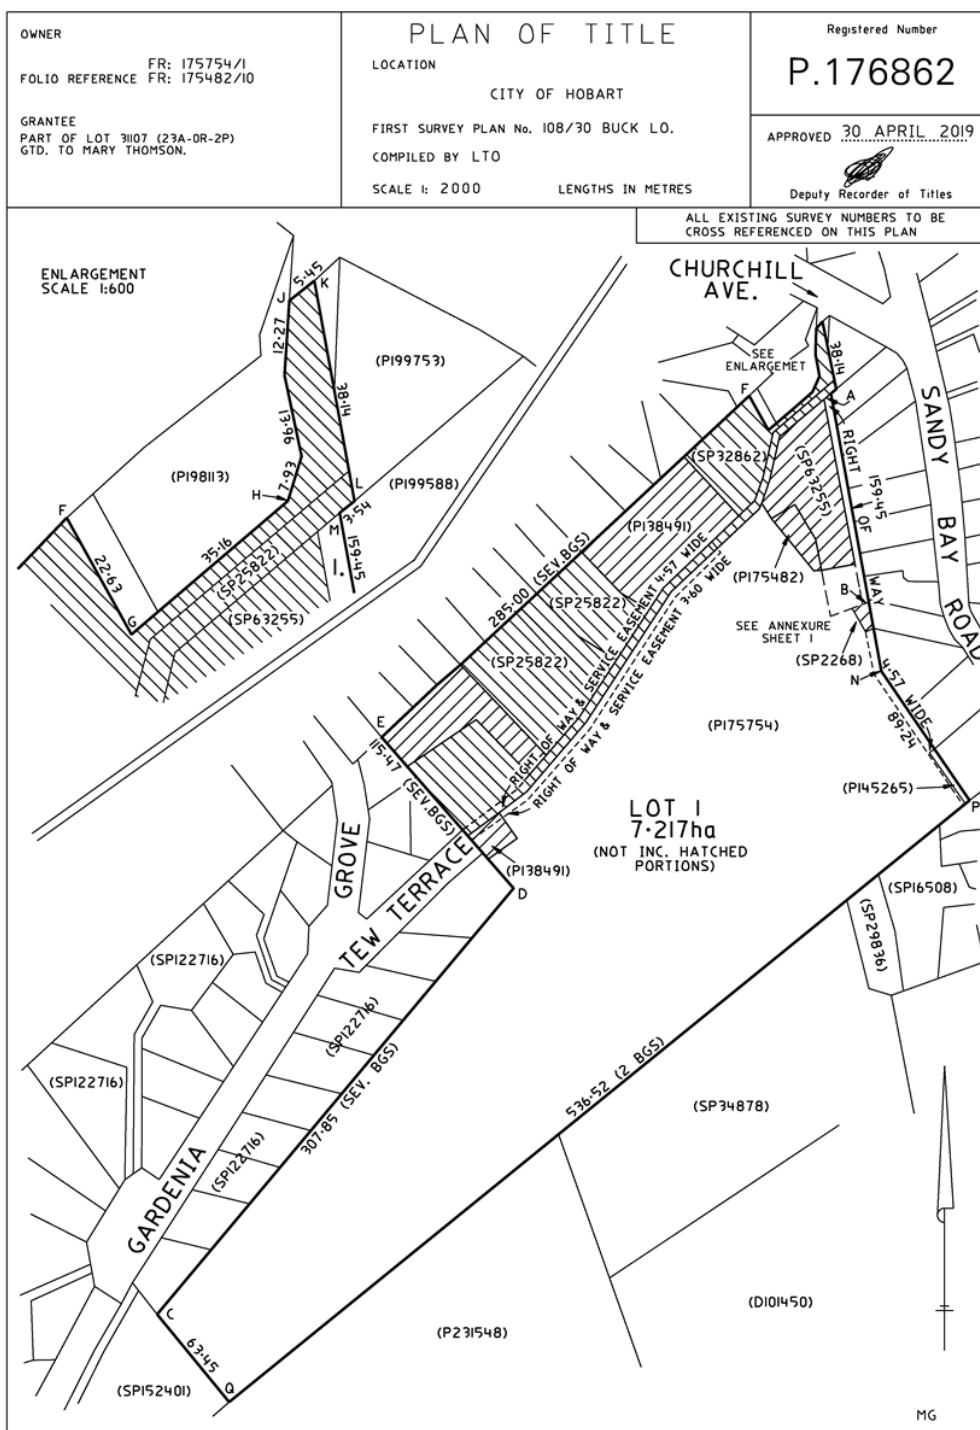 OWNER
FR: 175754/1
FOLIO REFERENCE FR: 175482/10
GRANTEE
PART OF LOT 31107 (23A-0R-2P)
GTD. TO MARY THOMSON.
PLAN OF TITLE
LOCATION
CITY OF HOBART
FIRST SURVEY PLAN No. 108/30 BUCK LO.
COMPILED BY LTO
SCALE 1: 2000 LENGTHS IN METRES
Registered Number
P.176862
APPROVED 30 APRIL 2019
Deputy Recorder of Titles
ALL EXISTING SURVEY NUMBERS TO BE
CROSS REFERENCED ON THIS PLAN
ENLARGEMENT
SCALE 1:600
J
5·45
K
12·27
38·14
13·96
7·93
H
L
3·54
M
159·45
1.
35·16
F
22·63
G
(P199753)
(P198113)
(P199588)
(SP25822)
(SP63255)
CHURCHILL
AVE.
SEE
ENLARGEMET
38·14
F
A
SANDY
BAY
ROAD
(SP32862)
(SP63255)
RIGHT
OF
WAY
159·45
(P138491)
(P175482)
285·00 (SEV.BGS)
(SP25822)
(SP25822)
RIGHT OF WAY & SERVICE EASEMENT 4·57 WIDE
RIGHT OF WAY & SERVICE EASEMENT 3·60 WIDE
B
SEE ANNEXURE
SHEET 1
(SP2268)
N
4·57 WIDE
89·24
E
115·47 (SEV.BGS)
(P175754)
(P145265)
P
LOT 1
7·217ha
(NOT INC. HATCHED
PORTIONS)
GROVE
TEW TERRACE
(P138491)
D
(SP16508)
(SP29836)
(SP122716)
(SP122716)
(SP122716)
(SP122716)
307·85 (SEV. BGS)
536·52 (2 BGS)
(SP34878)
GARDENIA
C
63·45
Q
(D101450)
(P231548)
(SP152401)
MG